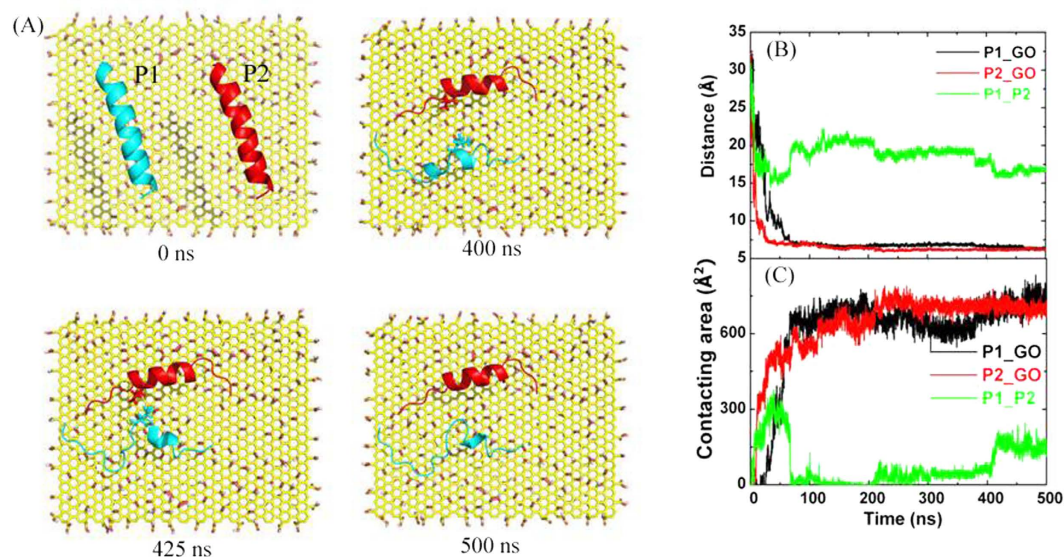 (A)
P1
P2
0 ns
400 ns
425 ns
500 ns
(B)
P1_GO
P2_GO
P1_P2
Distance (Å)
35
30
25
20
15
10
5
(C)
P1_GO
P2_GO
P1_P2
Contacting area (Å²)
600
300
0
0 100 200 300 400 500
Time (ns)